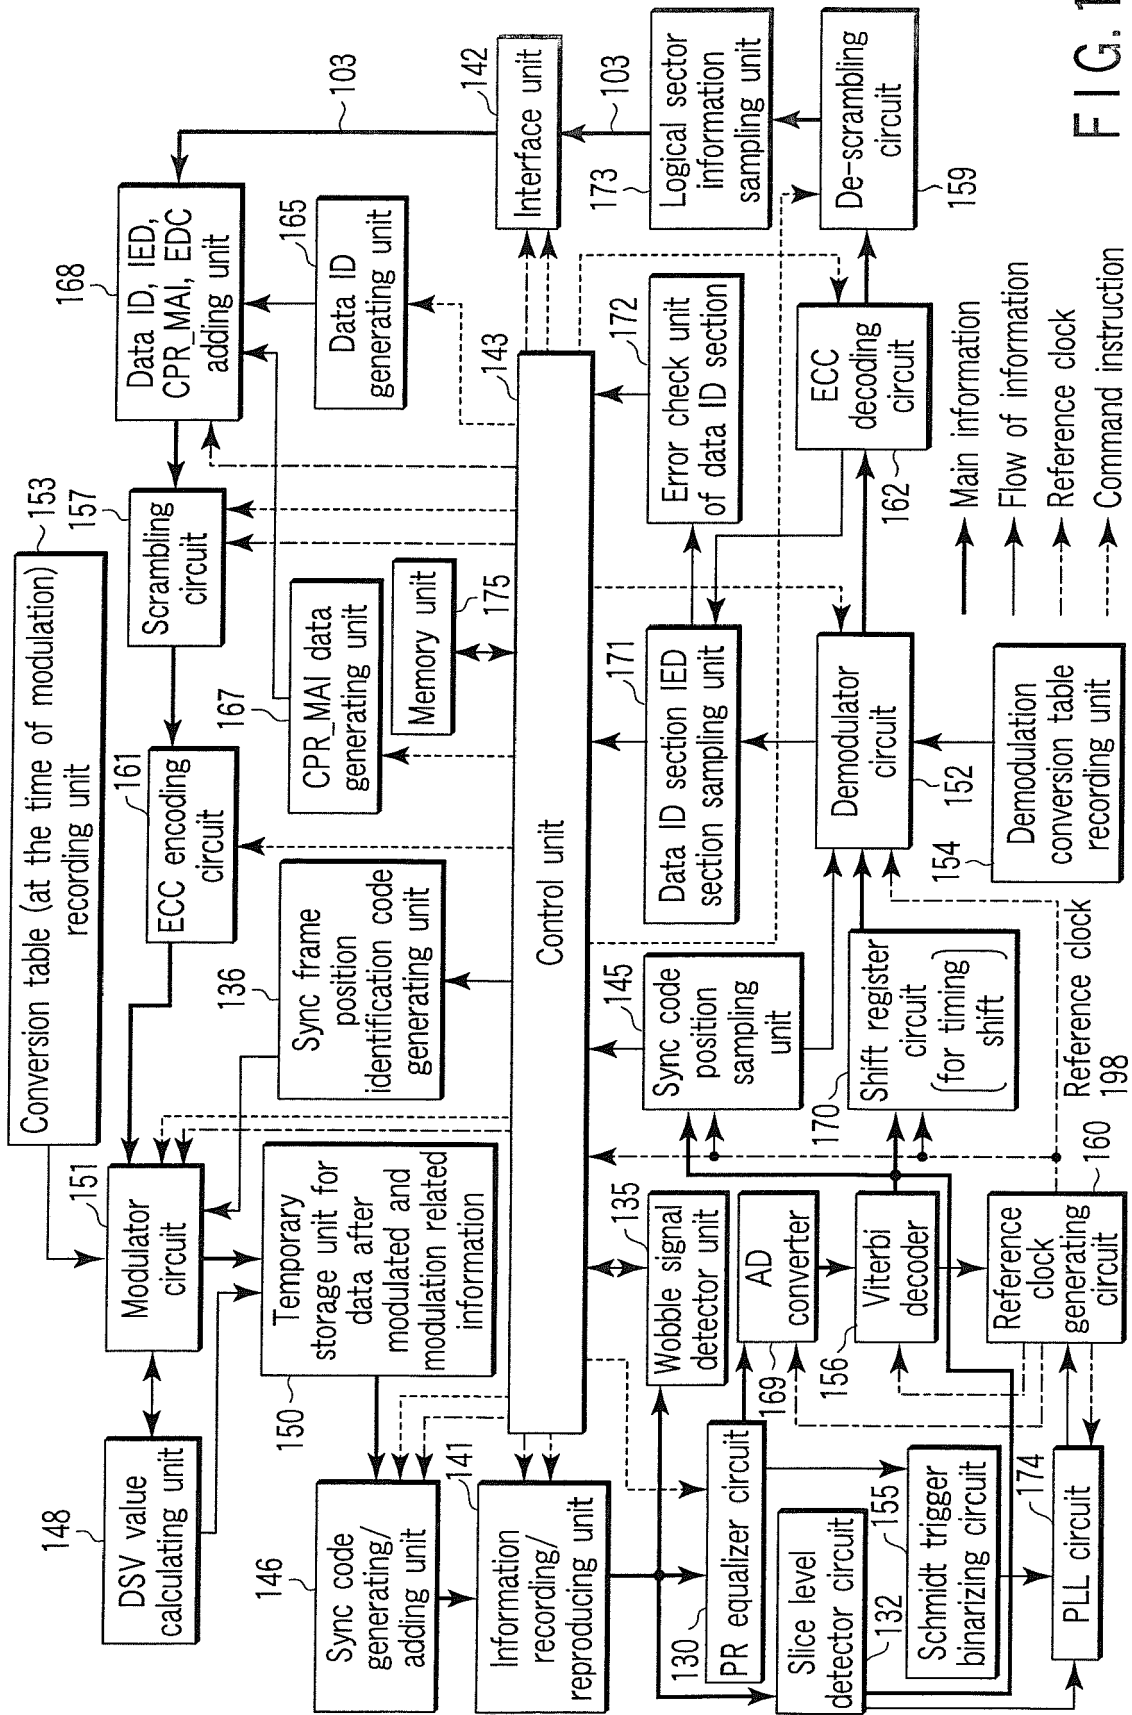 153
Conversion table (at the time of modulation)
recording unit
148
DSV value
calculating unit
151
Modulator
circuit
161
ECC encoding
circuit
157
Scrambling
circuit
168
Data ID, IED,
CPR_MAI, EDC
adding unit
103
146
Sync code
generating/
adding unit
150
Temporary
storage unit for
data after
modulated and
modulation related
information
136
Sync frame
position
identification code
generating unit
167
CPR_MAI data
generating unit
Memory unit
175
165
Data ID
generating unit
142
Interface unit
141
Information
recording/
reproducing unit
143
Control unit
103
130
PR equalizer circuit
135
Wobble signal
detector unit
145
Sync code
position
sampling
unit
171
Data ID section IED
section sampling unit
172
Error check unit
of data ID section
173
Logical sector
information
sampling unit
Slice level
detector circuit
132
169
AD
converter
156
Viterbi
decoder
170
Shift register
circuit
(for timing
shift)
Demodulator
circuit
152
ECC
decoding
circuit
162
De-scrambling
circuit
159
155
Schmidt trigger
binarizing circuit
174
PLL circuit
Reference
clock
generating
circuit
160
Reference clock
198
154
Demodulation
conversion table
recording unit
Main information
Flow of information
Reference clock
Command instruction
FIG. 1